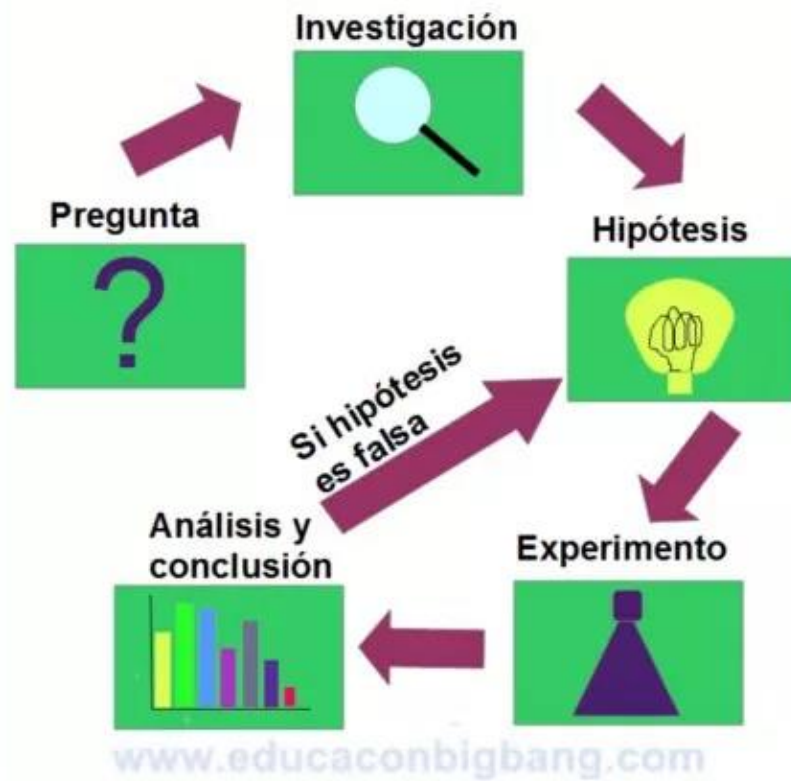 Investigación
Pregunta
?
Hipótesis
Si hipótesis
es falsa
Experimento
Análisis y
conclusión
www.educaconbigbang.com